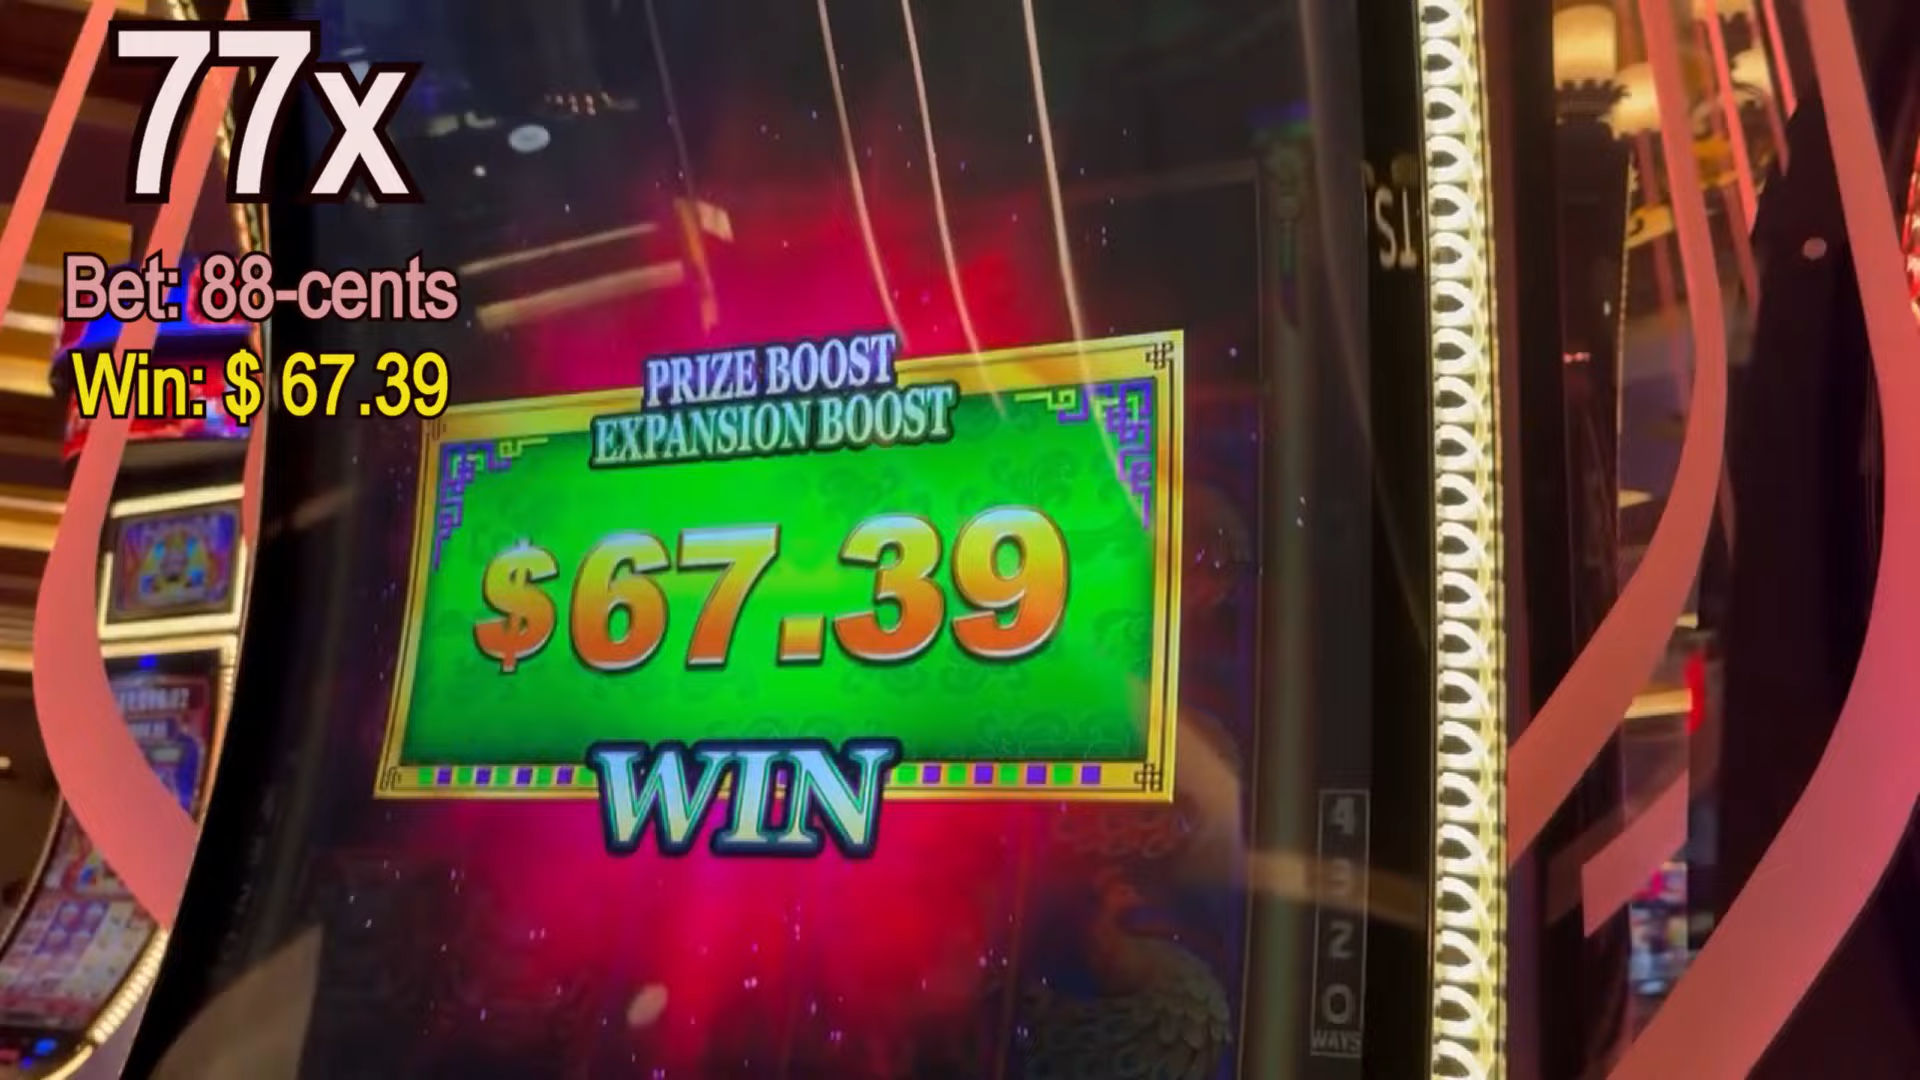 77x
Bet: 88-cents
Win: $ 67.39
PRIZE BOOST
EXPANSION BOOST
$67.39
WIN
4
3
2
0
WAYS